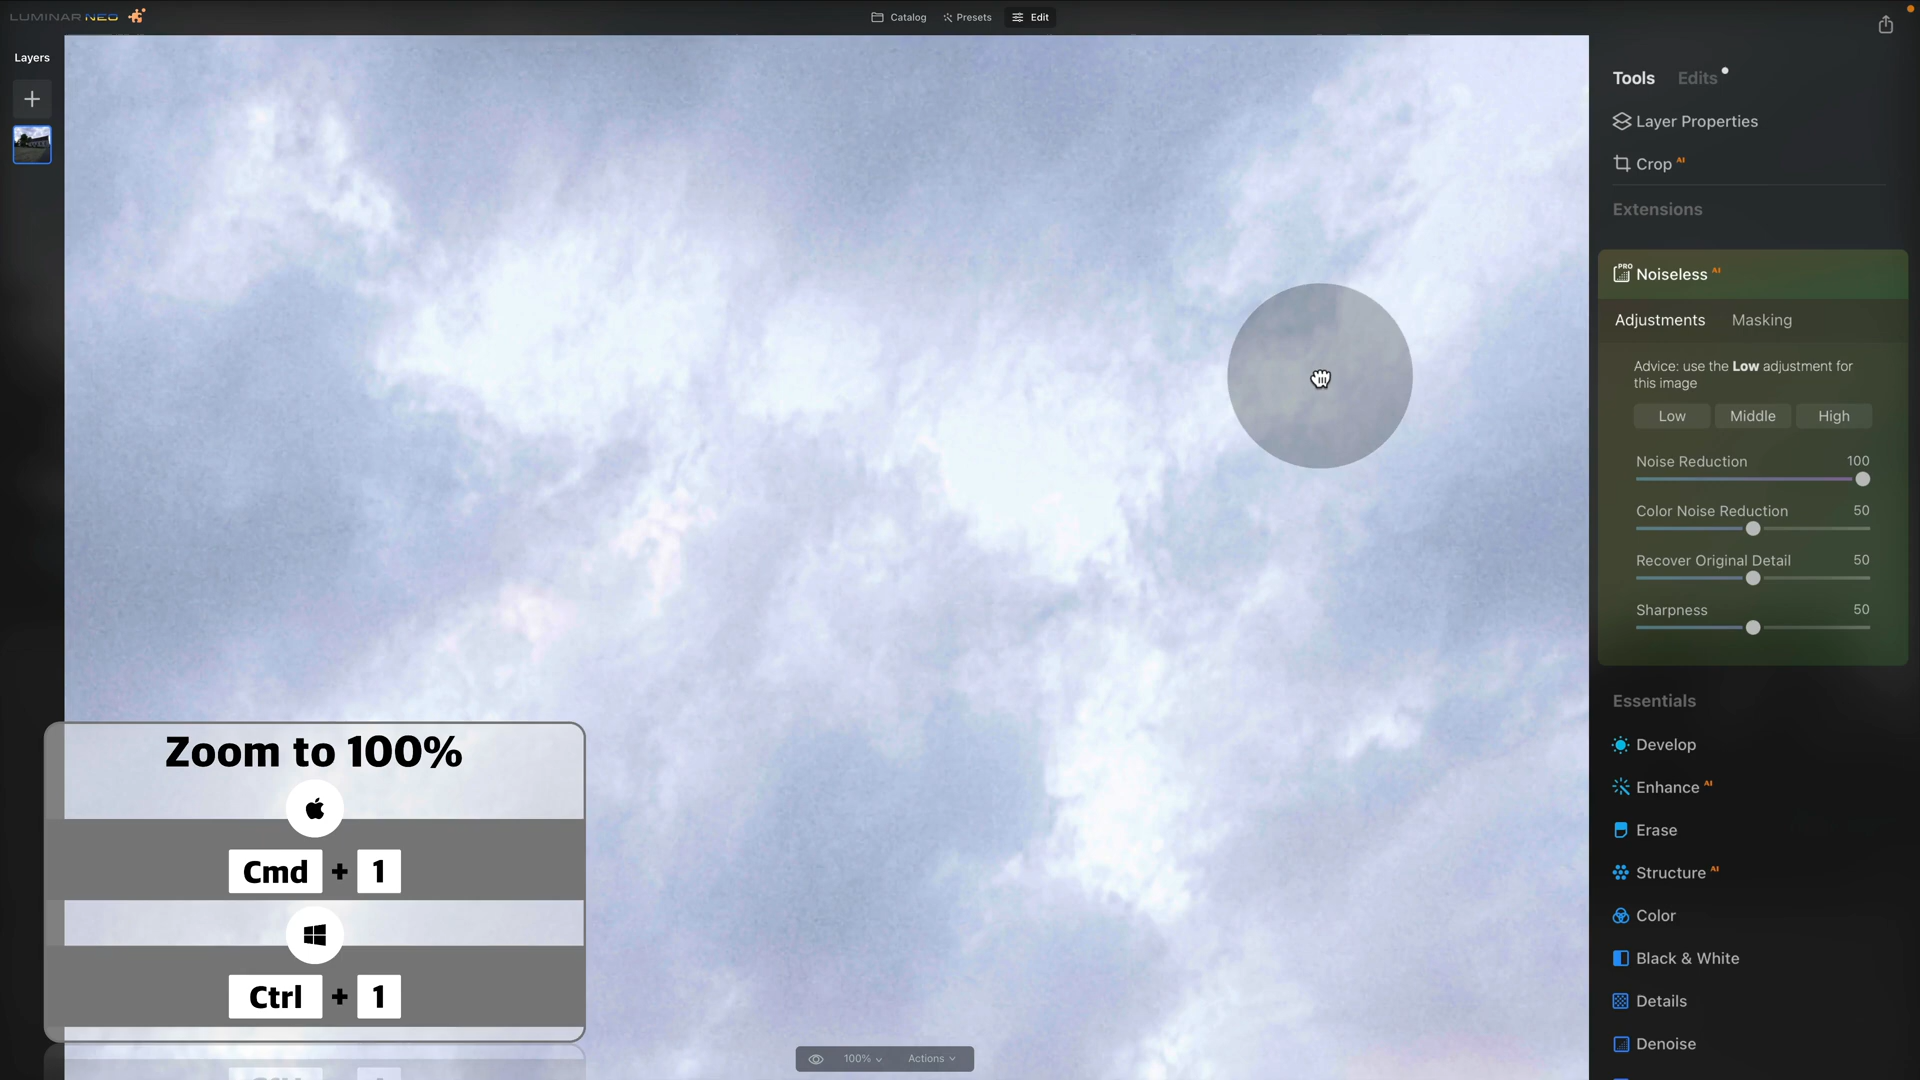 LUMINAR NEO
Catalog
Presets
Edit
Layers
Tools
Edits
Layer Properties
Crop AI
Extensions
PRO
Noiseless AI
Adjustments
Masking
Advice: use the Low adjustment for
this image
Low
Middle
High
Noise Reduction
100
Color Noise Reduction
50
Recover Original Detail
50
Sharpness
50
Essentials
Develop
Enhance AI
Erase
Structure AI
Color
Black & White
Details
Denoise
Zoom to 100%
Cmd + 1
Ctrl + 1
100%
Actions